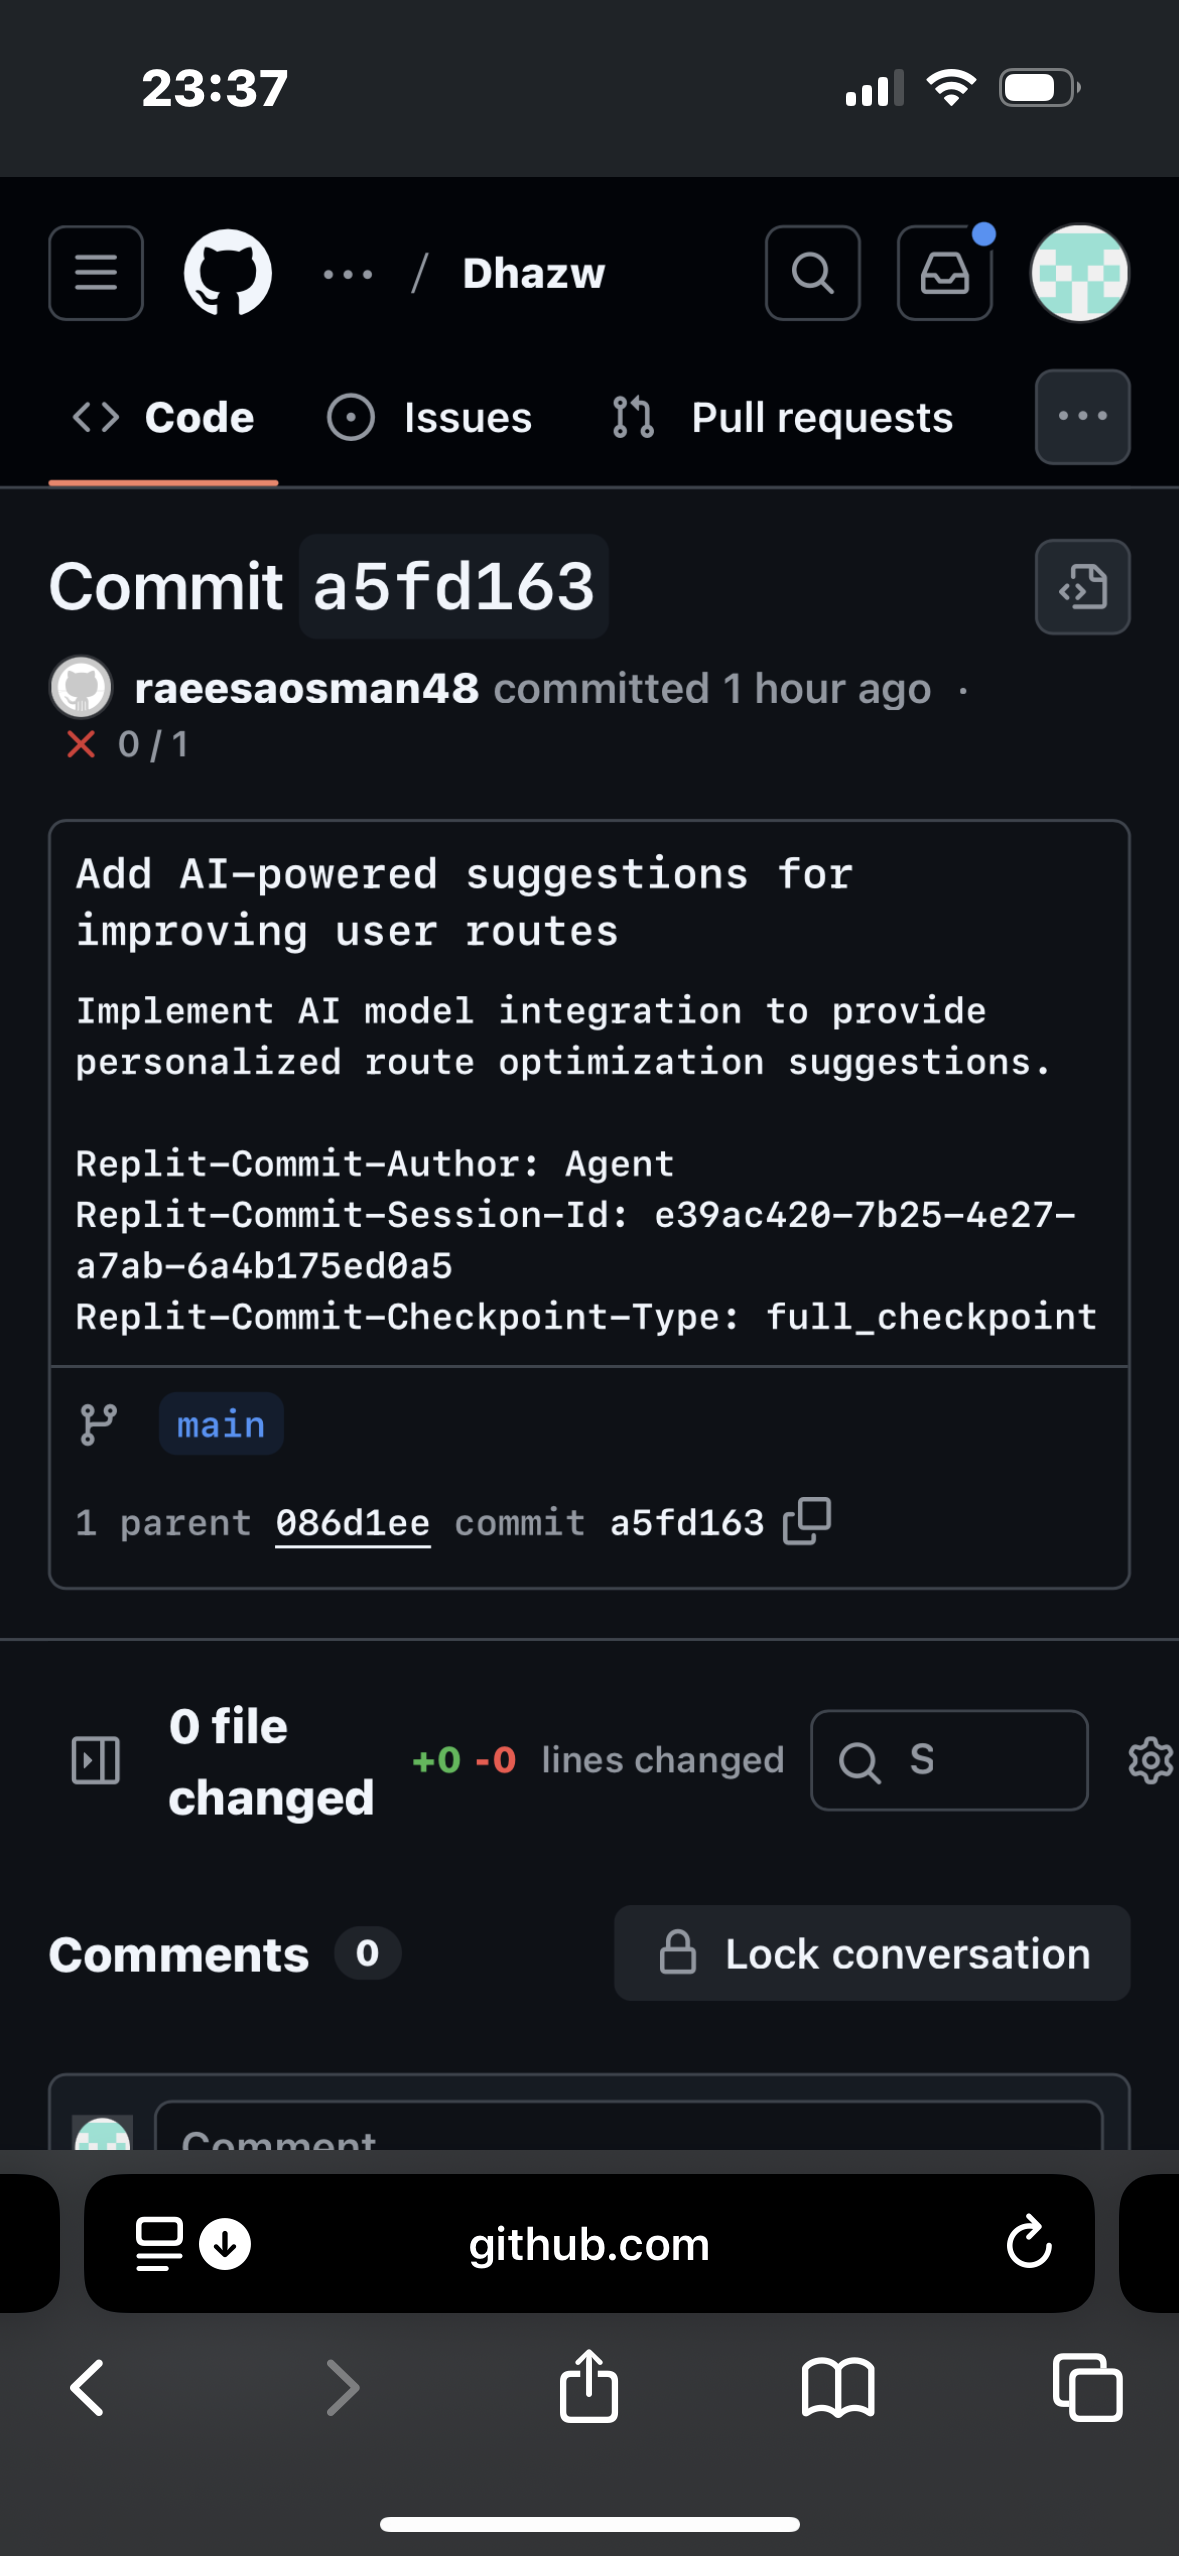 23:37
/ Dhazw
Code Issues Pull requests
Commit a5fd163
raeesaosman48 committed 1 hour ago ·
0 / 1
Add AI-powered suggestions for
improving user routes
Implement AI model integration to provide
personalized route optimization suggestions.
Replit-Commit-Author: Agent
Replit-Commit-Session-Id: e39ac420-7b25-4e27-
a7ab-6a4b175ed0a5
Replit-Commit-Checkpoint-Type: full_checkpoint
main
1 parent 086d1ee commit a5fd163
0 file
changed
+0 -0 lines changed
S
Comments 0
Lock conversation
Comment
github.com